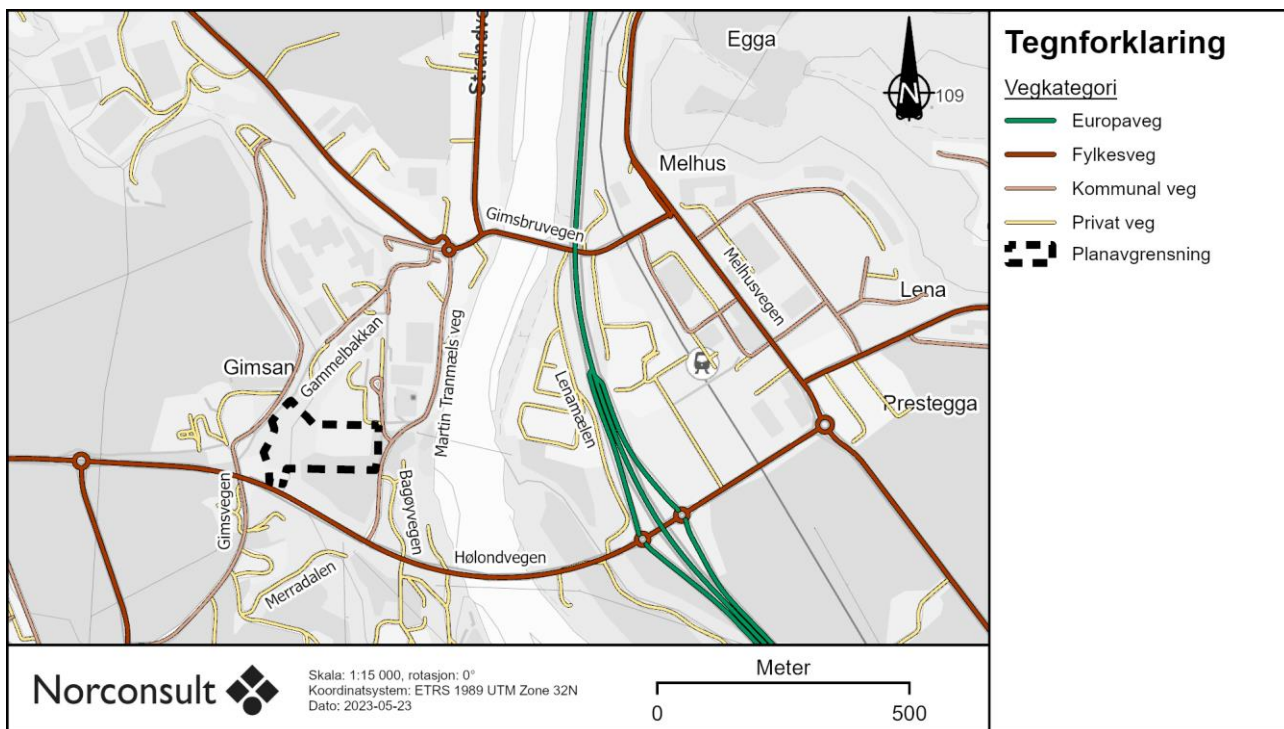 Egga
109
Strandve
Melhus
Gimsbruvegen
Melhusvegen
Lena
Gammelbakkan
Gimsan
Martin Tranmæls veg
Lenamælen
Prestegga
Gimsvegen
Bagøyvegen
Hølondvegen
Merradalen
N
Tegnforklaring
Vegkategori
Europaveg
Fylkesveg
Kommunal veg
Privat veg
Planavgrensning
Norconsult
Skala: 1:15 000, rotasjon: 0°
Koordinatsystem: ETRS 1989 UTM Zone 32N
Dato: 2023-05-23
Meter
0 500